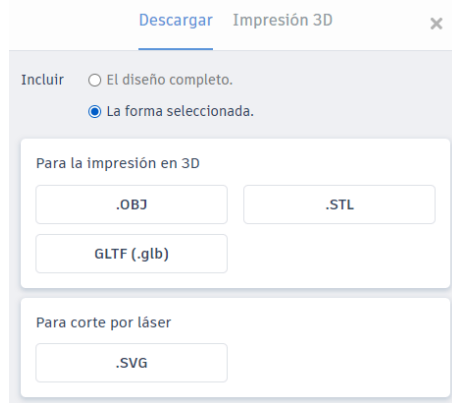 Descargar Impresión 3D ×
Incluir El diseño completo.
La forma seleccionada.
Para la impresión en 3D
.OBJ .STL
GLTF (.glb)
Para corte por láser
.SVG